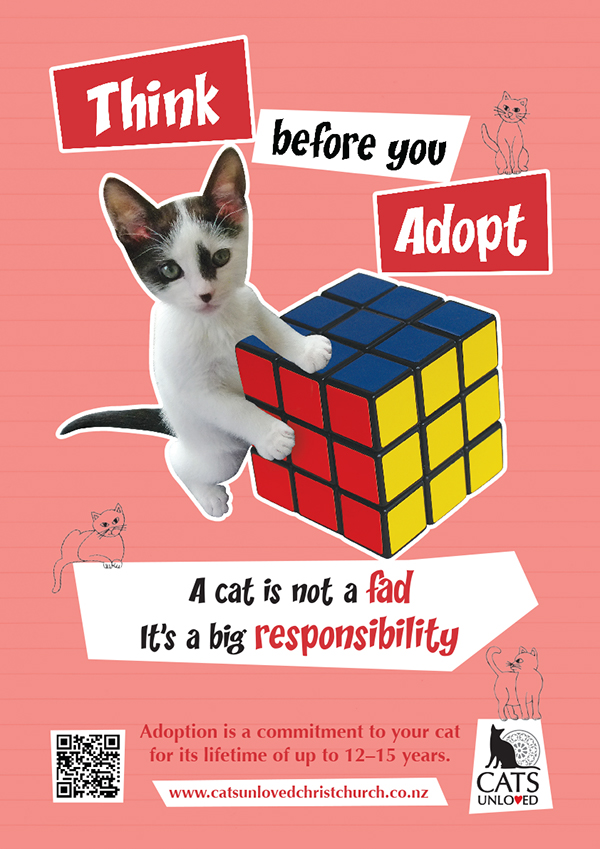 Think
before you
Adopt
A cat is not a fad
It's a big responsibility
Adoption is a commitment to your cat
for its lifetime of up to 12–15 years.
www.catsunlovedchristchurch.co.nz
CATS
UNLOVED